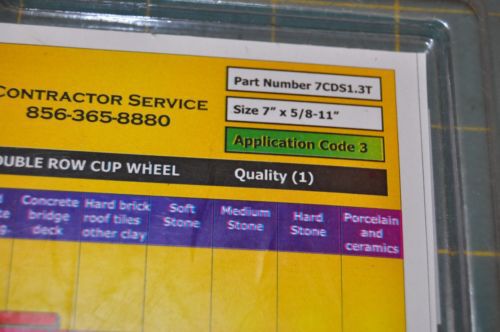 Part Number 7CDS1.3T
CONTRACTOR SERVICE
Size 7" x 5/8-11"
856-365-8880
Application Code 3
OUBLE ROW CUP WHEEL Quality (1)
Concrete bridge deck
Hard brick roof tiles other clay
Soft Stone
Medium Stone
Hard Stone
Porcelain and ceramics